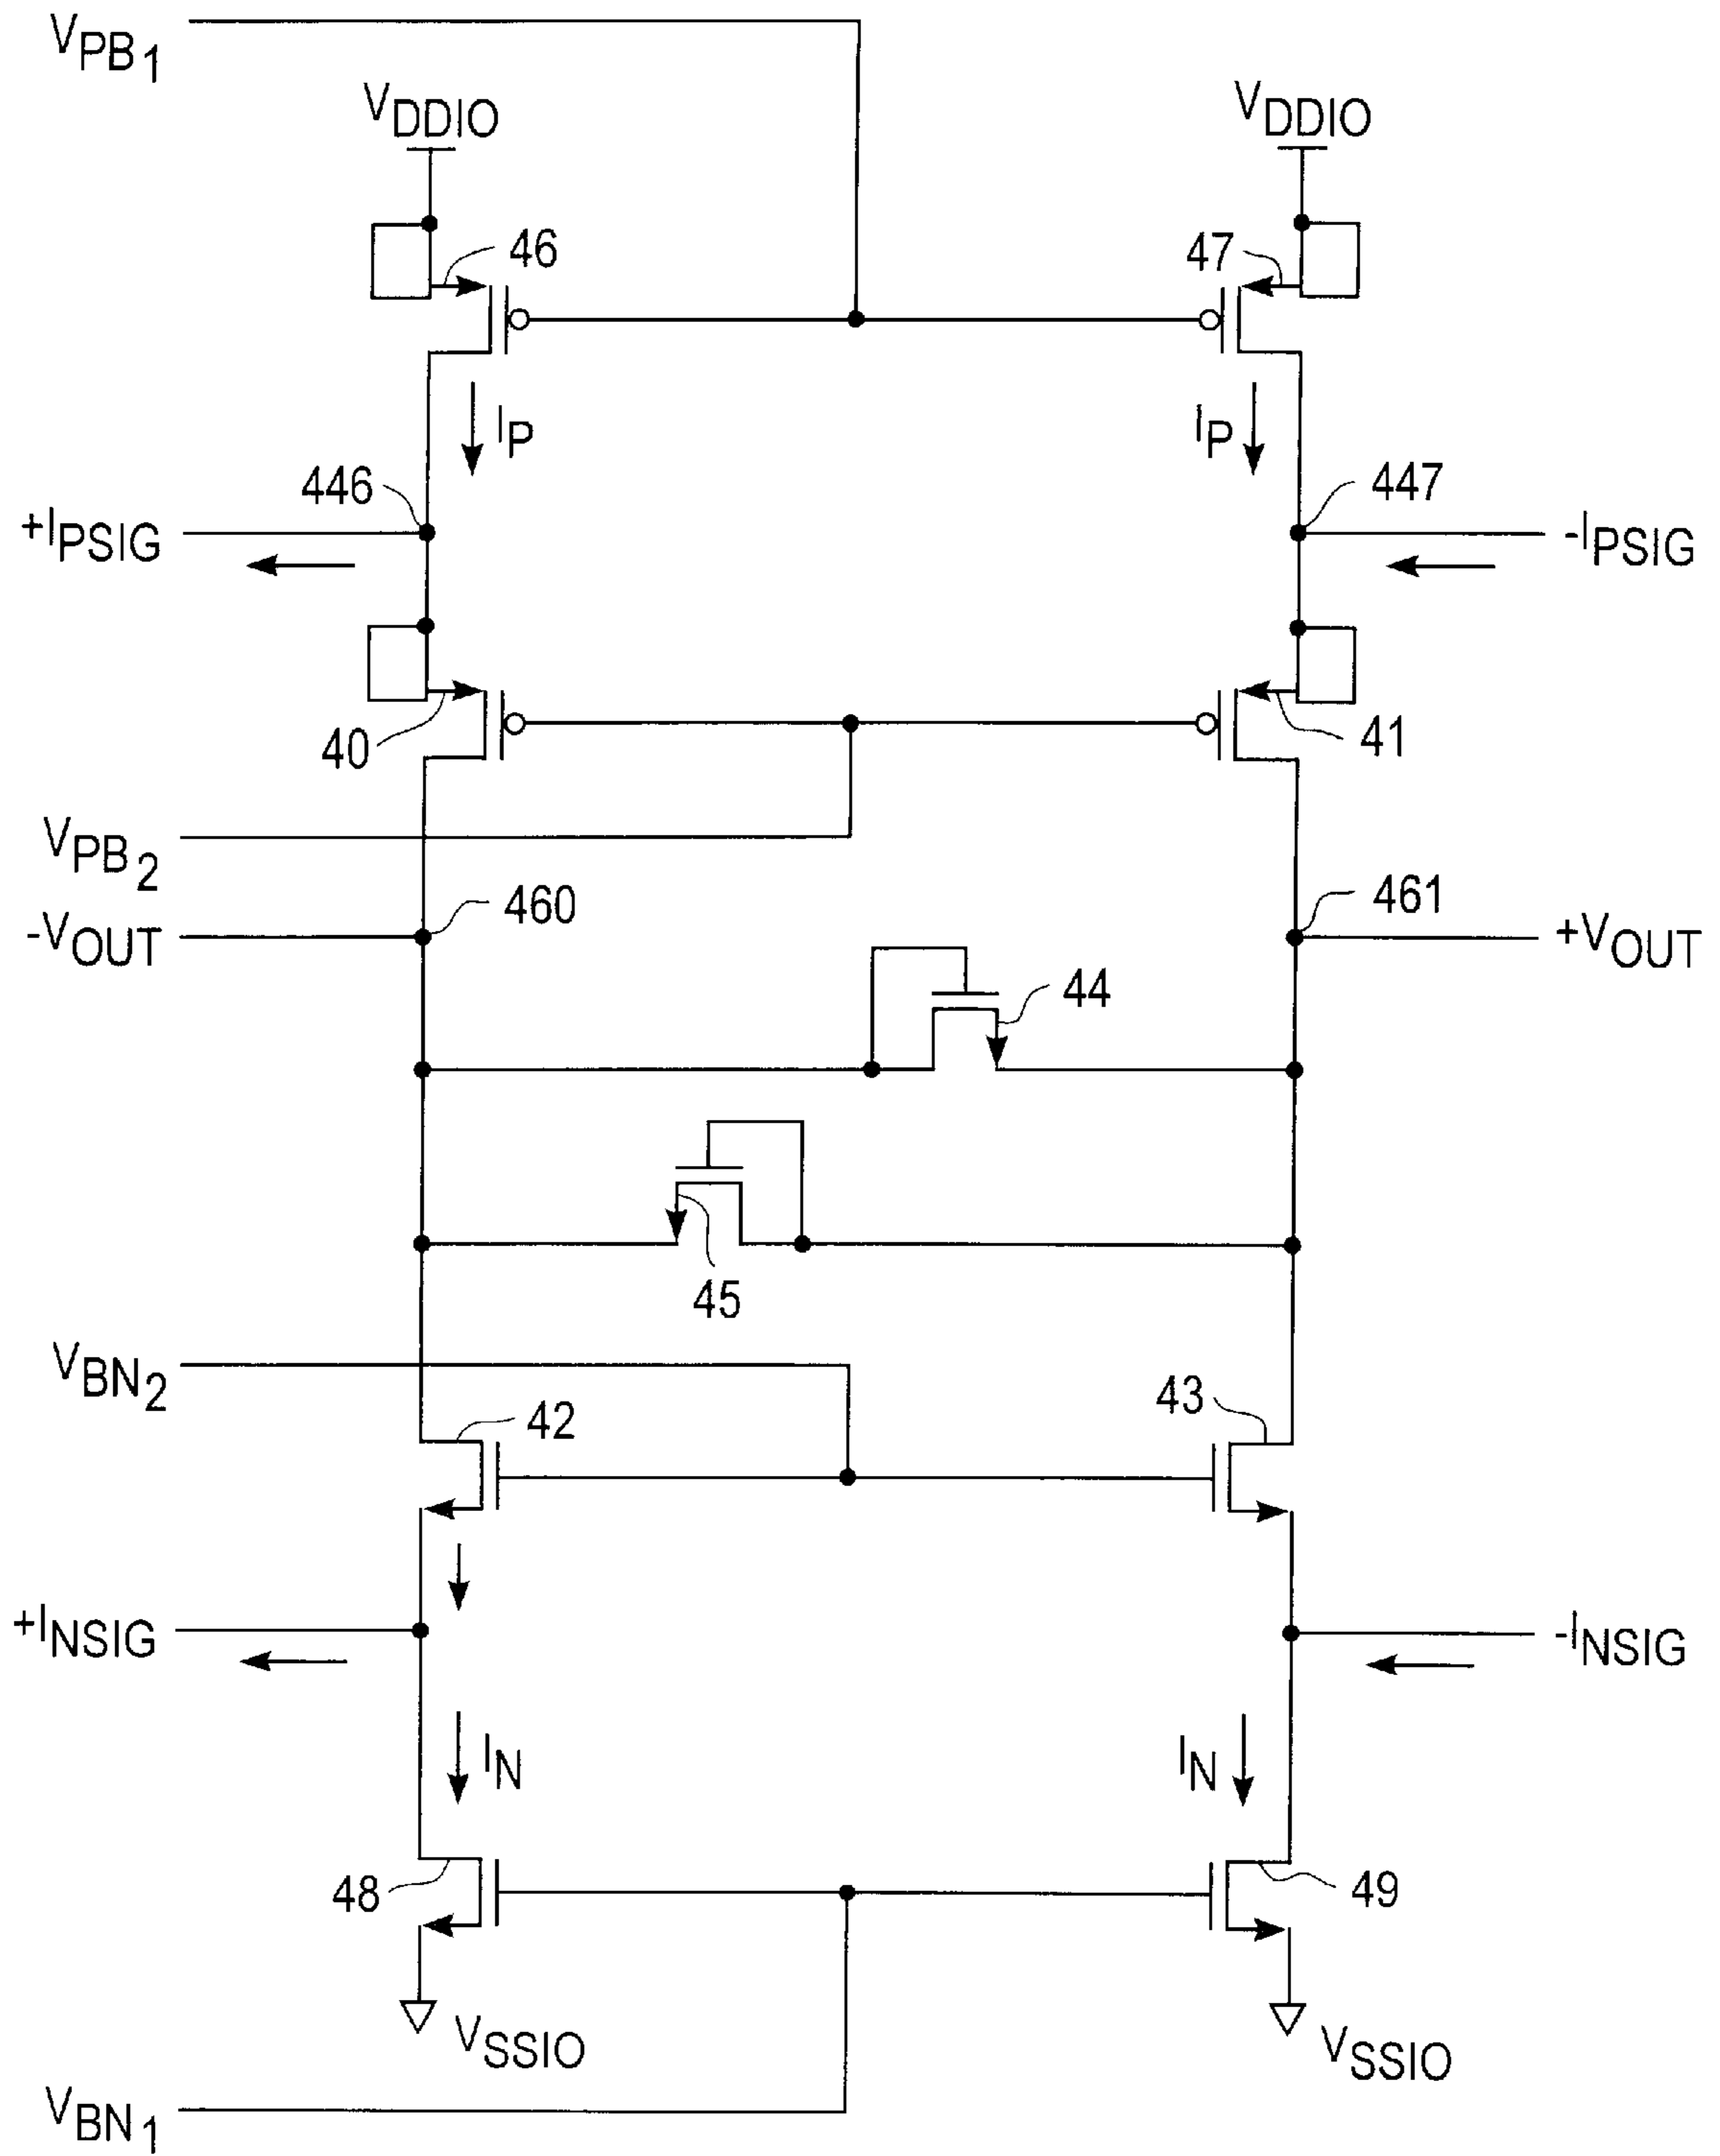 VPB1
VDDIO
VDDIO
46
47
IP
IP
446
447
+IPSIG
-IPSIG
40
41
VPB2
460
461
-VOUT
+VOUT
44
45
VBN2
42
43
+INSIG
-INSIG
IN
IN
48
49
VSSIO
VSSIO
VBN1